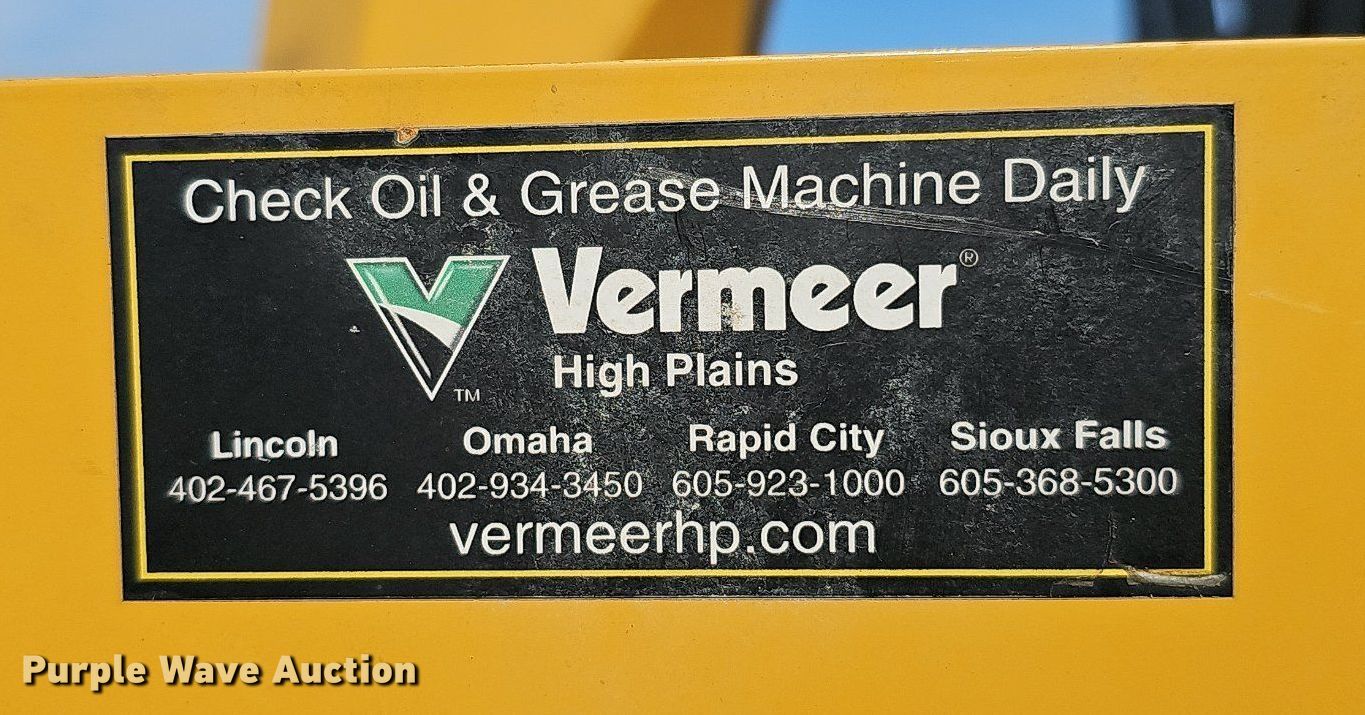 Check Oil & Grease Machine Daily
Vermeer®
High Plains
TM
Lincoln Omaha Rapid City Sioux Falls
402-467-5396 402-934-3450 605-923-1000 605-368-5300
vermeerhp.com
Purple Wave Auction